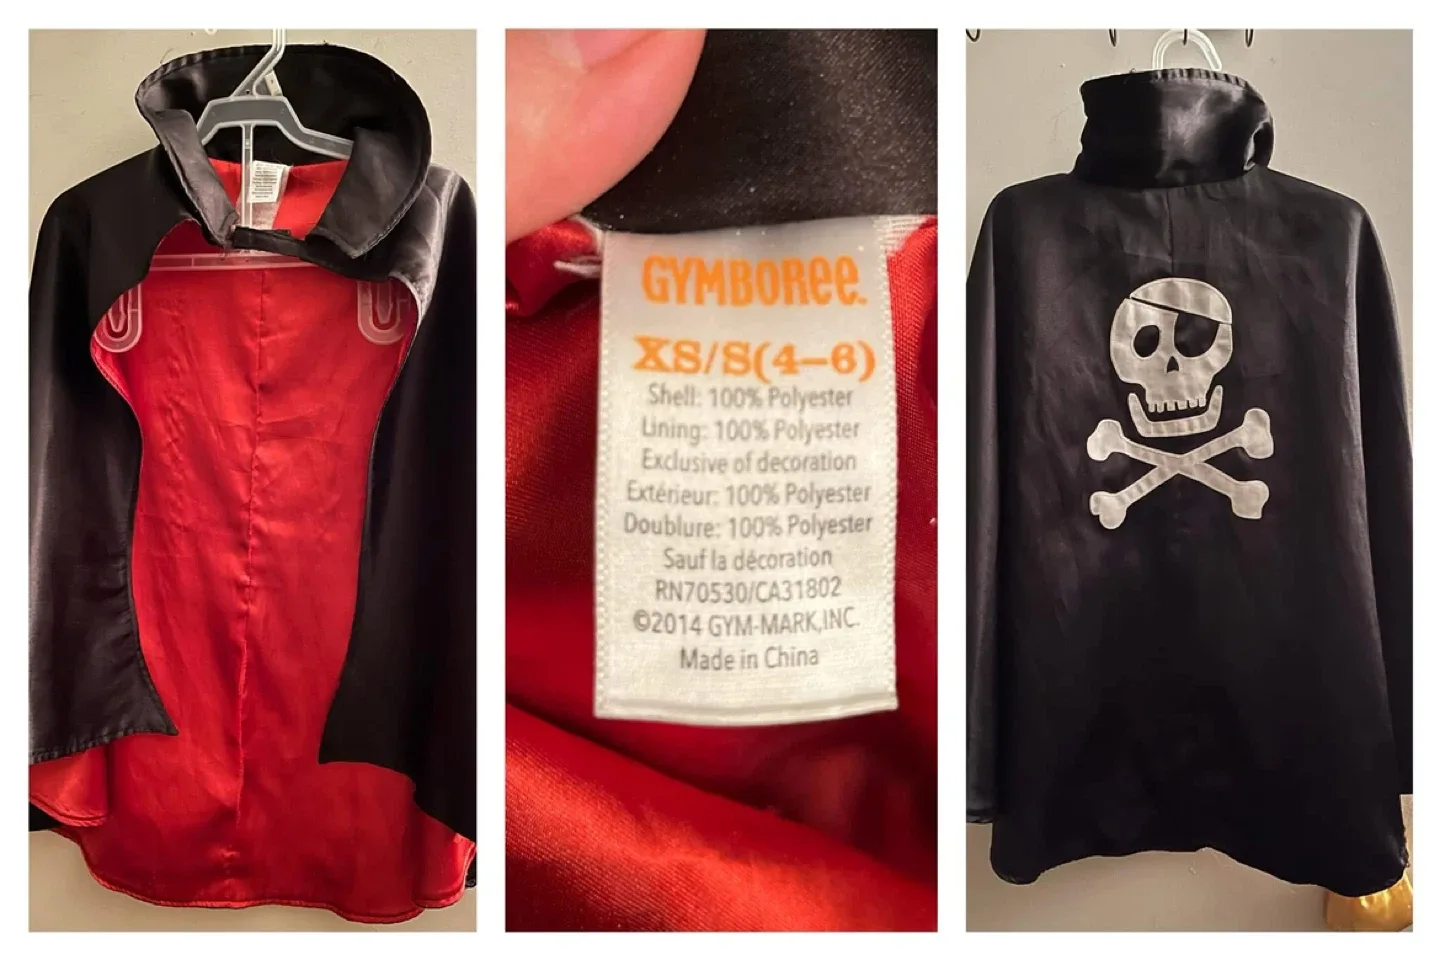 GYMBOREE.
XS/S(4–6)
Shell: 100% Polyester
Lining: 100% Polyester
Exclusive of decoration
Extérieur: 100% Polyester
Doublure: 100% Polyester
Sauf la décoration
RN70530/CA31802
©2014 GYM-MARK,INC.
Made in China